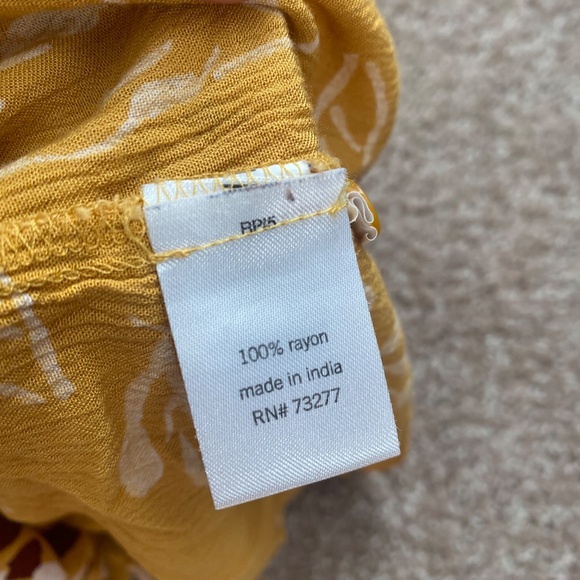 100% rayon
made in india
RN# 73277